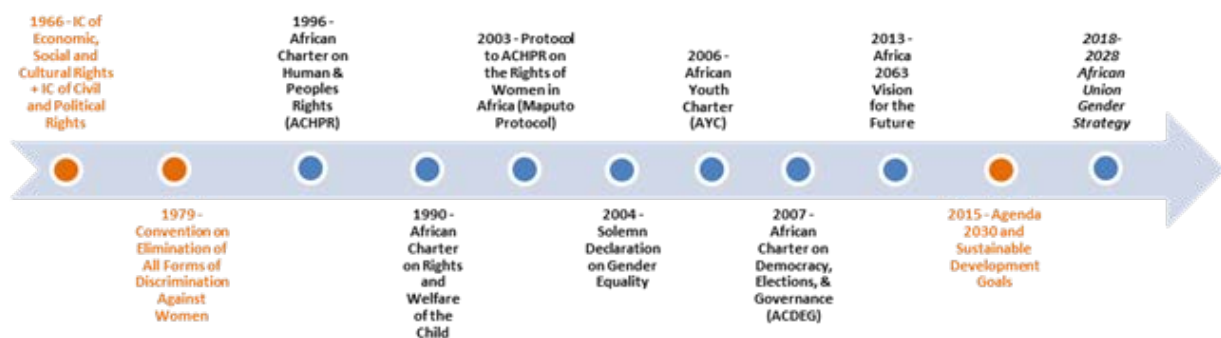 1966 - IC of
Economic,
Social and
Cultural Rights
+ IC of Civil
and Political
Rights
1996 -
African
Charter on
Human &
Peoples
Rights
(ACHPR)
2003 - Protocol
to ACHPR on
the Rights of
Women in
Africa (Maputo
Protocol)
2006 -
African
Youth
Charter
(AYC)
2013 -
Africa
2063
Vision
for the
Future
2018-
2028
African
Union
Gender
Strategy
1979 -
Convention on
Elimination of
All Forms of
Discrimination
Against
Women
1990 -
African
Charter
on Rights
and
Welfare
of the
Child
2004 -
Solemn
Declaration
on Gender
Equality
2007 -
African
Charter on
Democracy,
Elections, &
Governance
(ACDEG)
2015 - Agenda
2030 and
Sustainable
Development
Goals